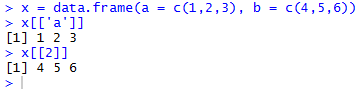 > x = data.frame(a = c(1,2,3), b = c(4,5,6))
> x[['a']]
[1] 1 2 3
> x[[2]]
[1] 4 5 6
>